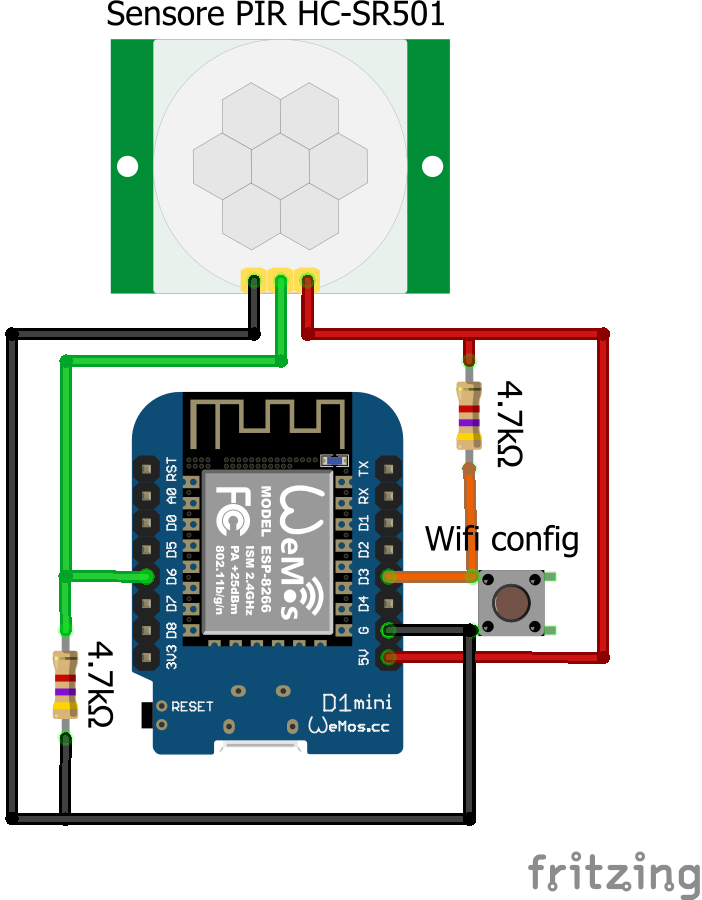 Sensore PIR HC-SR501
4.7kΩ
Wifi config
RST
A0
D0
D5
D6
D7
D8
3V3
TX
RX
D1
D2
D3
D4
G
5V
WeMos
MODEL ESP-8266
ISM 2.4GHz
PA +25dBm
802.11b/g/n
FC
4.7kΩ
RESET
D1mini
WeMos.cc
fritzing